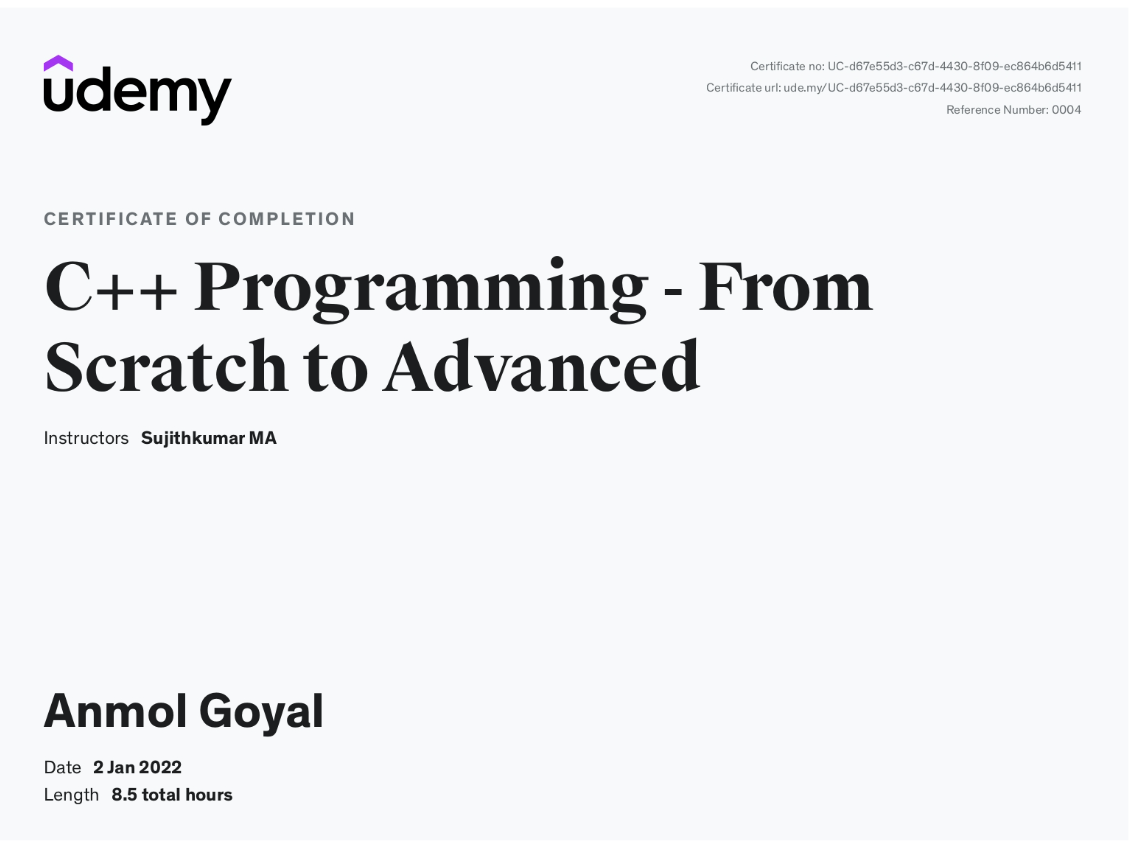 udemy
Certificate no: UC-d67e55d3-c67d-4430-8f09-ec864b6d5411
Certificate url: ude.my/UC-d67e55d3-c67d-4430-8f09-ec864b6d5411
Reference Number: 0004
CERTIFICATE OF COMPLETION
C++ Programming - From
Scratch to Advanced
Instructors Sujithkumar MA
Anmol Goyal
Date 2 Jan 2022
Length 8.5 total hours